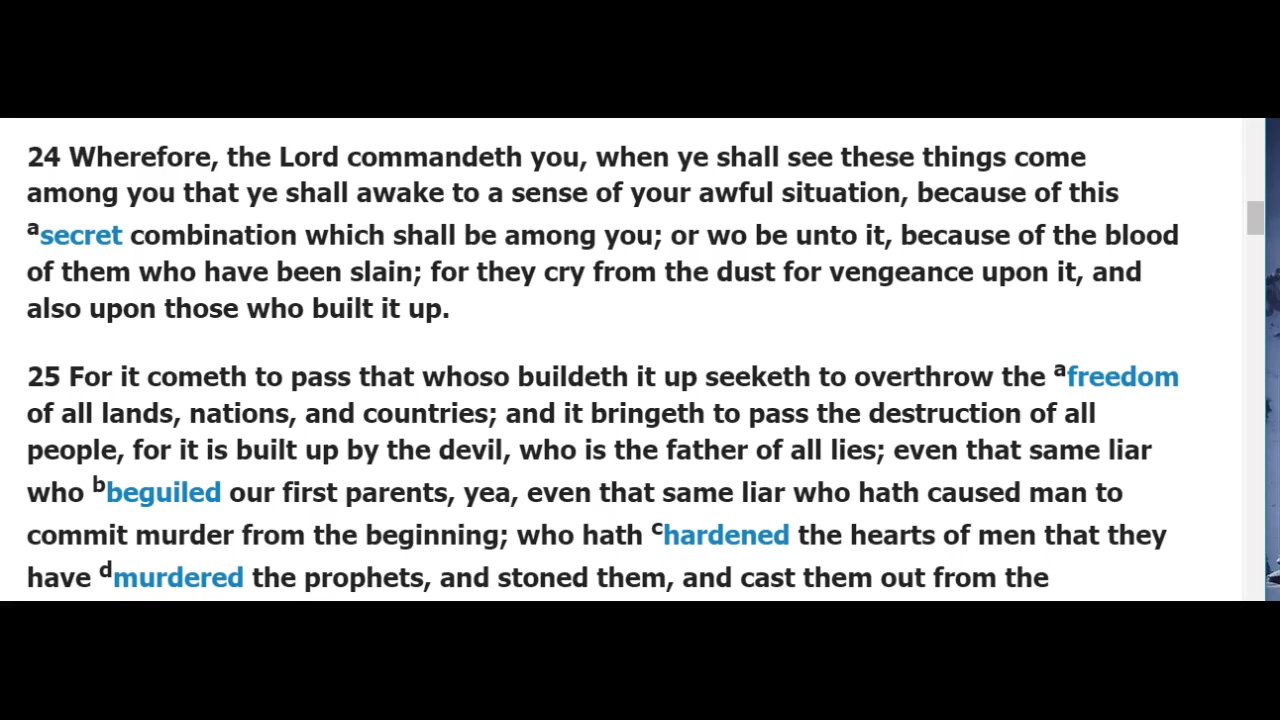 24 Wherefore, the Lord commandeth you, when ye shall see these things come
among you that ye shall awake to a sense of your awful situation, because of this
asecret combination which shall be among you; or wo be unto it, because of the blood
of them who have been slain; for they cry from the dust for vengeance upon it, and
also upon those who built it up.
25 For it cometh to pass that whoso buildeth it up seeketh to overthrow the afreedom
of all lands, nations, and countries; and it bringeth to pass the destruction of all
people, for it is built up by the devil, who is the father of all lies; even that same liar
who bbeguiled our first parents, yea, even that same liar who hath caused man to
commit murder from the beginning; who hath chardened the hearts of men that they
have dmurdered the prophets, and stoned them, and cast them out from the